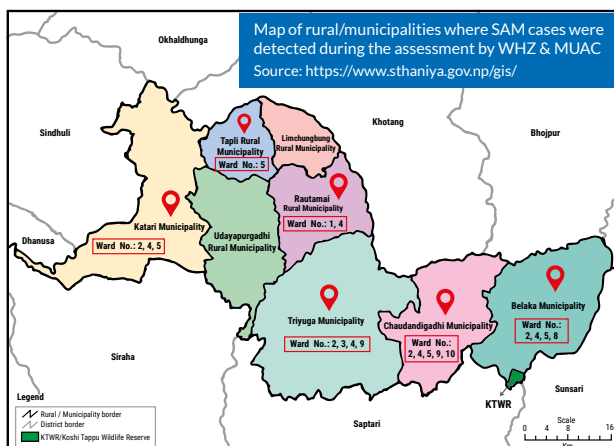 Map of rural/municipalities where SAM cases were
detected during the assessment by WHZ & MUAC
Source: https://www.sthaniya.gov.np/gis/
Okhaldhunga
Sindhuli
Khotang
Bhojpur
Tapli Rural
Municipality
Ward No.: 5
Limchungbung
Rural Municipality
Rautamai
Rural Municipality
Ward No.: 1, 4
Katari Municipality
Ward No.: 2, 4, 5
Udayapurgadhi
Rural Municipality
Dhanusa
Triyuga Municipality
Ward No.: 2, 3, 4, 9
Chaudandigadhi Municipality
Ward No.:
2, 4, 5, 9, 10
Belaka Municipality
Ward No.:
2, 4, 5, 8
Siraha
Saptari
Sunsari
KTWR
Legend
Rural / Municipality border
District border
KTWR/Koshi Tappu Wildlife Reserve
Scale
0 4 8 16
Km